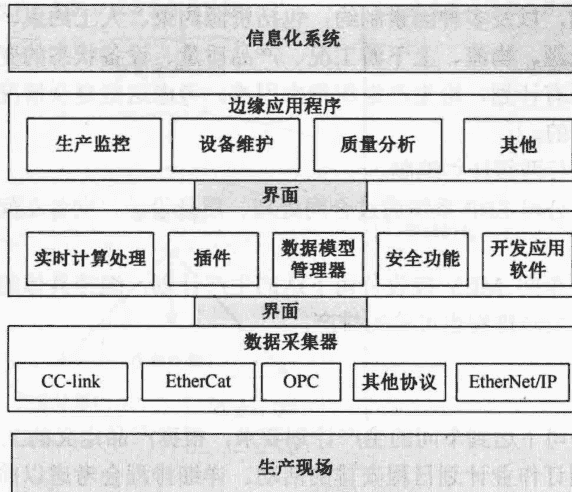 信息化系统
边缘应用程序
生产监控
设备维护
质量分析
其他
界面
实时计算处理
插件
数据模型
管理器
安全功能
开发应用
软件
界面
数据采集器
CC-link
EtherCat
OPC
其他协议
EtherNet/IP
生产现场